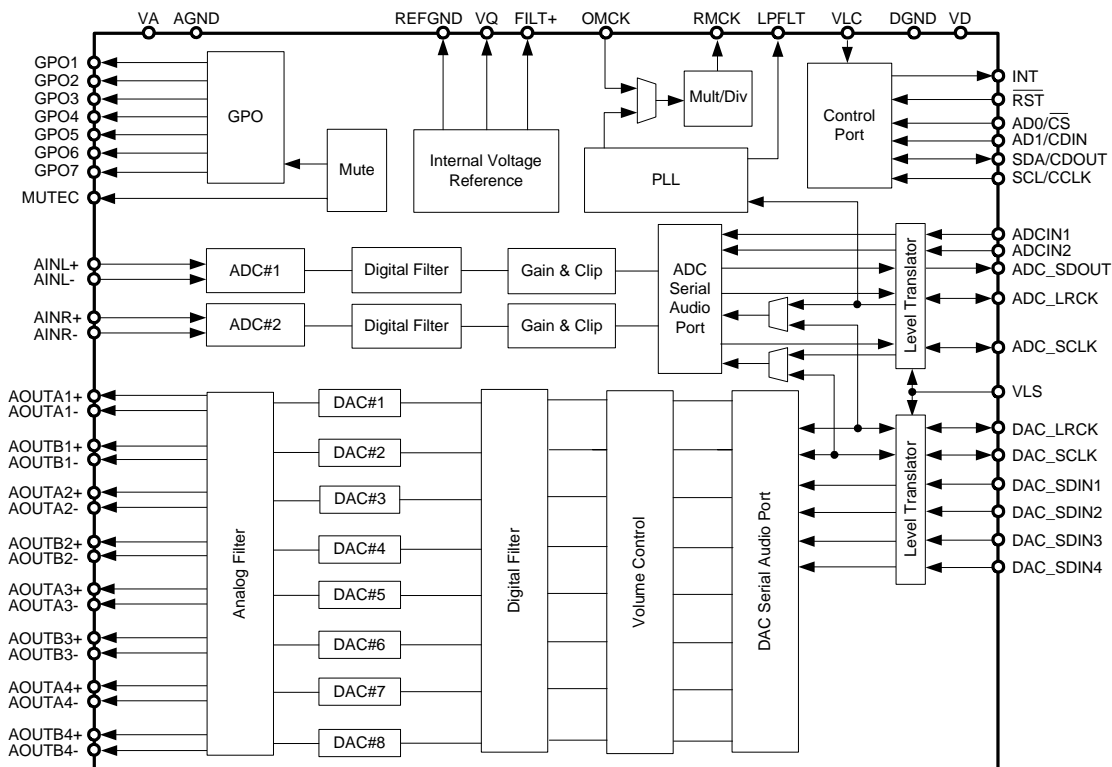 VA
AGND
REFGND
VQ
FILT+
OMCK
RMCK
LPFLT
VLC
DGND
VD
GPO1
GPO2
GPO3
GPO4
GPO5
GPO6
GPO7
MUTEC
GPO
Mute
Internal Voltage
Reference
Mult/Div
PLL
Control
Port
INT
RST
AD0/CS
AD1/CDIN
SDA/CDOUT
SCL/CCLK
AINL+
AINL-
AINR+
AINR-
ADC#1
Digital Filter
Gain & Clip
ADC#2
Digital Filter
Gain & Clip
ADC
Serial
Audio
Port
Level Translator
ADCIN1
ADCIN2
ADC_SDOUT
ADC_LRCK
ADC_SCLK
VLS
AOUTA1+
AOUTA1-
AOUTB1+
AOUTB1-
AOUTA2+
AOUTA2-
AOUTB2+
AOUTB2-
AOUTA3+
AOUTA3-
AOUTB3+
AOUTB3-
AOUTA4+
AOUTA4-
AOUTB4+
AOUTB4-
Analog Filter
DAC#1
DAC#2
DAC#3
DAC#4
DAC#5
DAC#6
DAC#7
DAC#8
Digital Filter
Volume Control
DAC Serial Audio Port
Level Translator
DAC_LRCK
DAC_SCLK
DAC_SDIN1
DAC_SDIN2
DAC_SDIN3
DAC_SDIN4